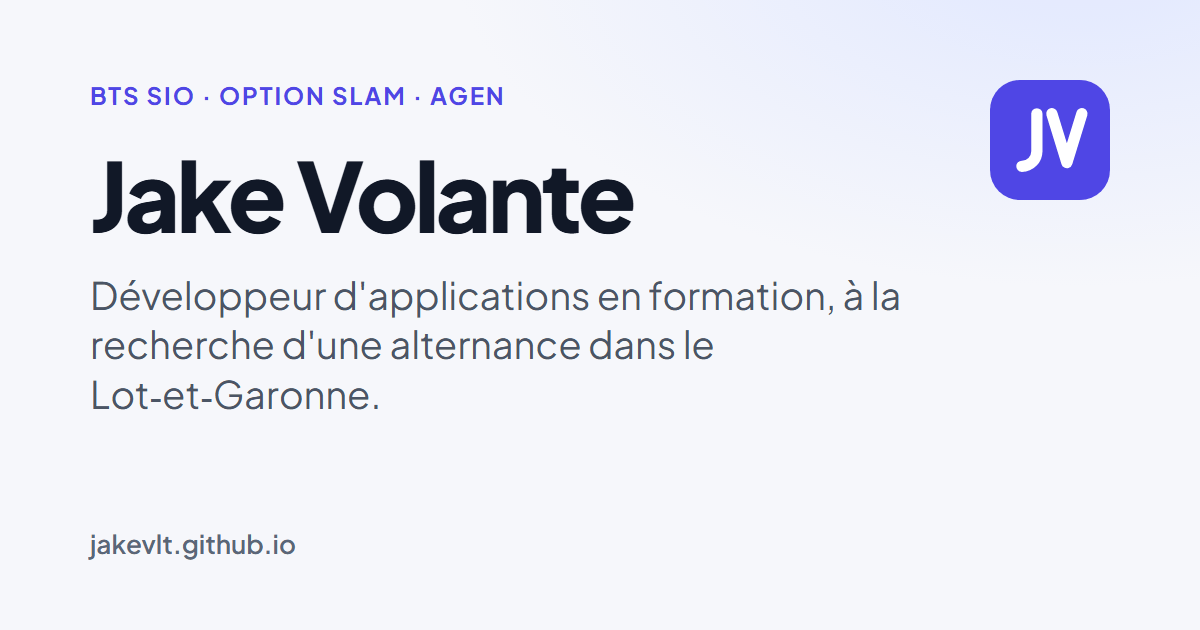 BTS SIO · OPTION SLAM · AGEN
JV
Jake Volante
Développeur d'applications en formation, à la
recherche d'une alternance dans le
Lot-et-Garonne.
jakevlt.github.io